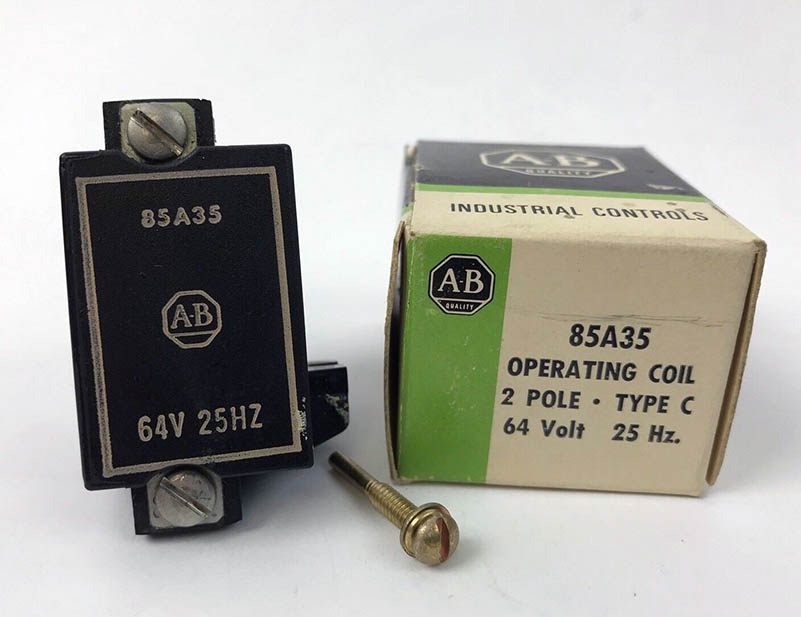 85A35
A-B
64V 25HZ
A-B
QUALITY
INDUSTRIAL CONTROLS
A-B
QUALITY
85A35
OPERATING COIL
2 POLE · TYPE C
64 Volt 25 Hz.